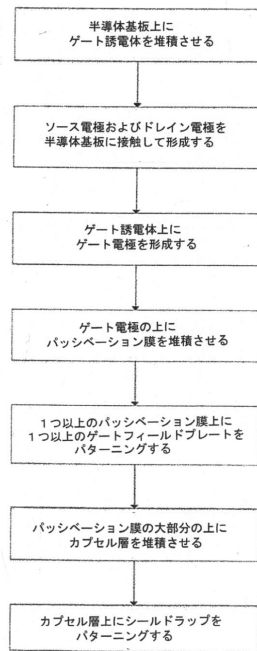 半導体基板上に
ゲート誘電体を堆積させる
ソース電極およびドレイン電極を
半導体基板に接触して形成する
ゲート誘電体上に
ゲート電極を形成する
ゲート電極の上に
パッシベーション膜を堆積させる
1つ以上のパッシベーション膜上に
1つ以上のゲートフィールドプレートを
パターニングする
パッシベーション膜の大部分の上に
カプセル層を堆積させる
カプセル層上にシールドラップを
パターニングする